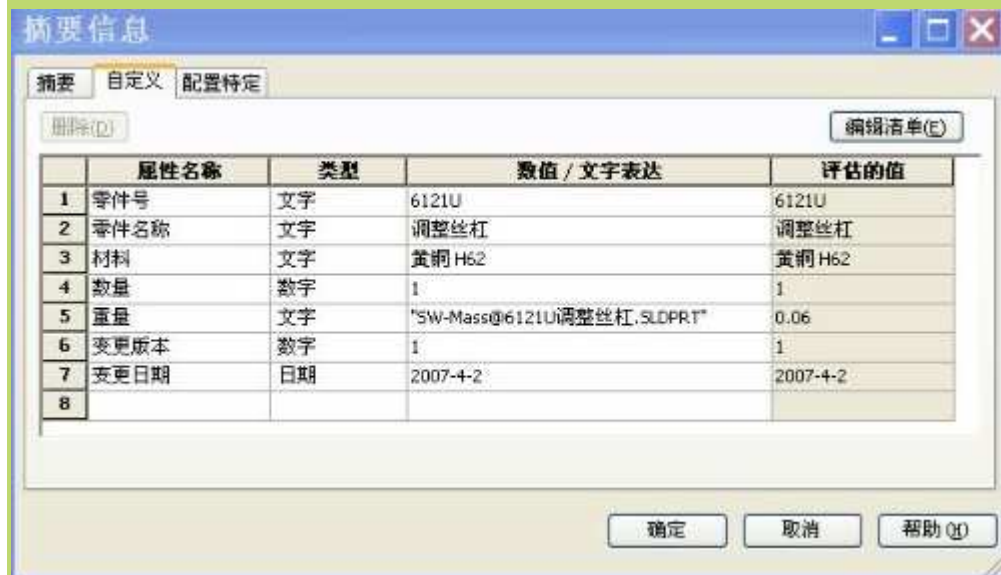 摘要信息
摘要 自定义 配置特定
删除(D) 编辑清单(E)
属性名称 类型 数值 / 文字表达 评估的值
1 零件号 文字 6121U 6121U
2 零件名称 文字 调整丝杠 调整丝杠
3 材料 文字 黄铜 H62 黄铜 H62
4 数量 数字 1 1
5 重量 文字 "SW-Mass@6121U调整丝杠.SLDPRT" 0.06
6 变更版本 数字 1 1
7 变更日期 日期 2007-4-2 2007-4-2
8
确定 取消 帮助(H)